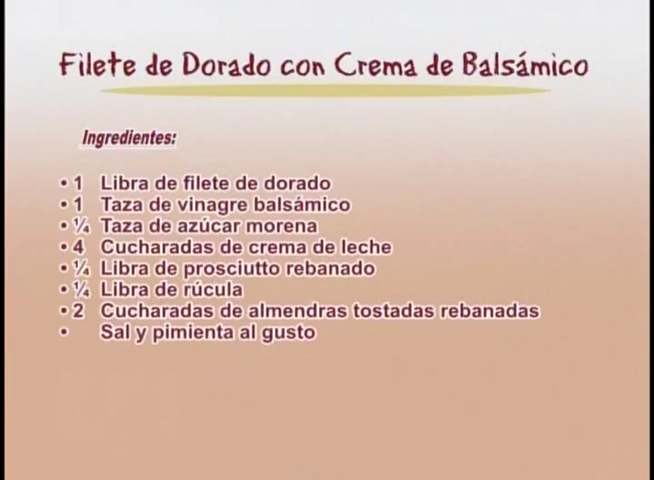 Filete de Dorado con Crema de Balsámico
Ingredientes:
• 1 Libra de filete de dorado
• 1 Taza de vinagre balsámico
• ¼ Taza de azúcar morena
• 4 Cucharadas de crema de leche
• ¼ Libra de prosciutto rebanado
• ¼ Libra de rúcula
• 2 Cucharadas de almendras tostadas rebanadas
• Sal y pimienta al gusto